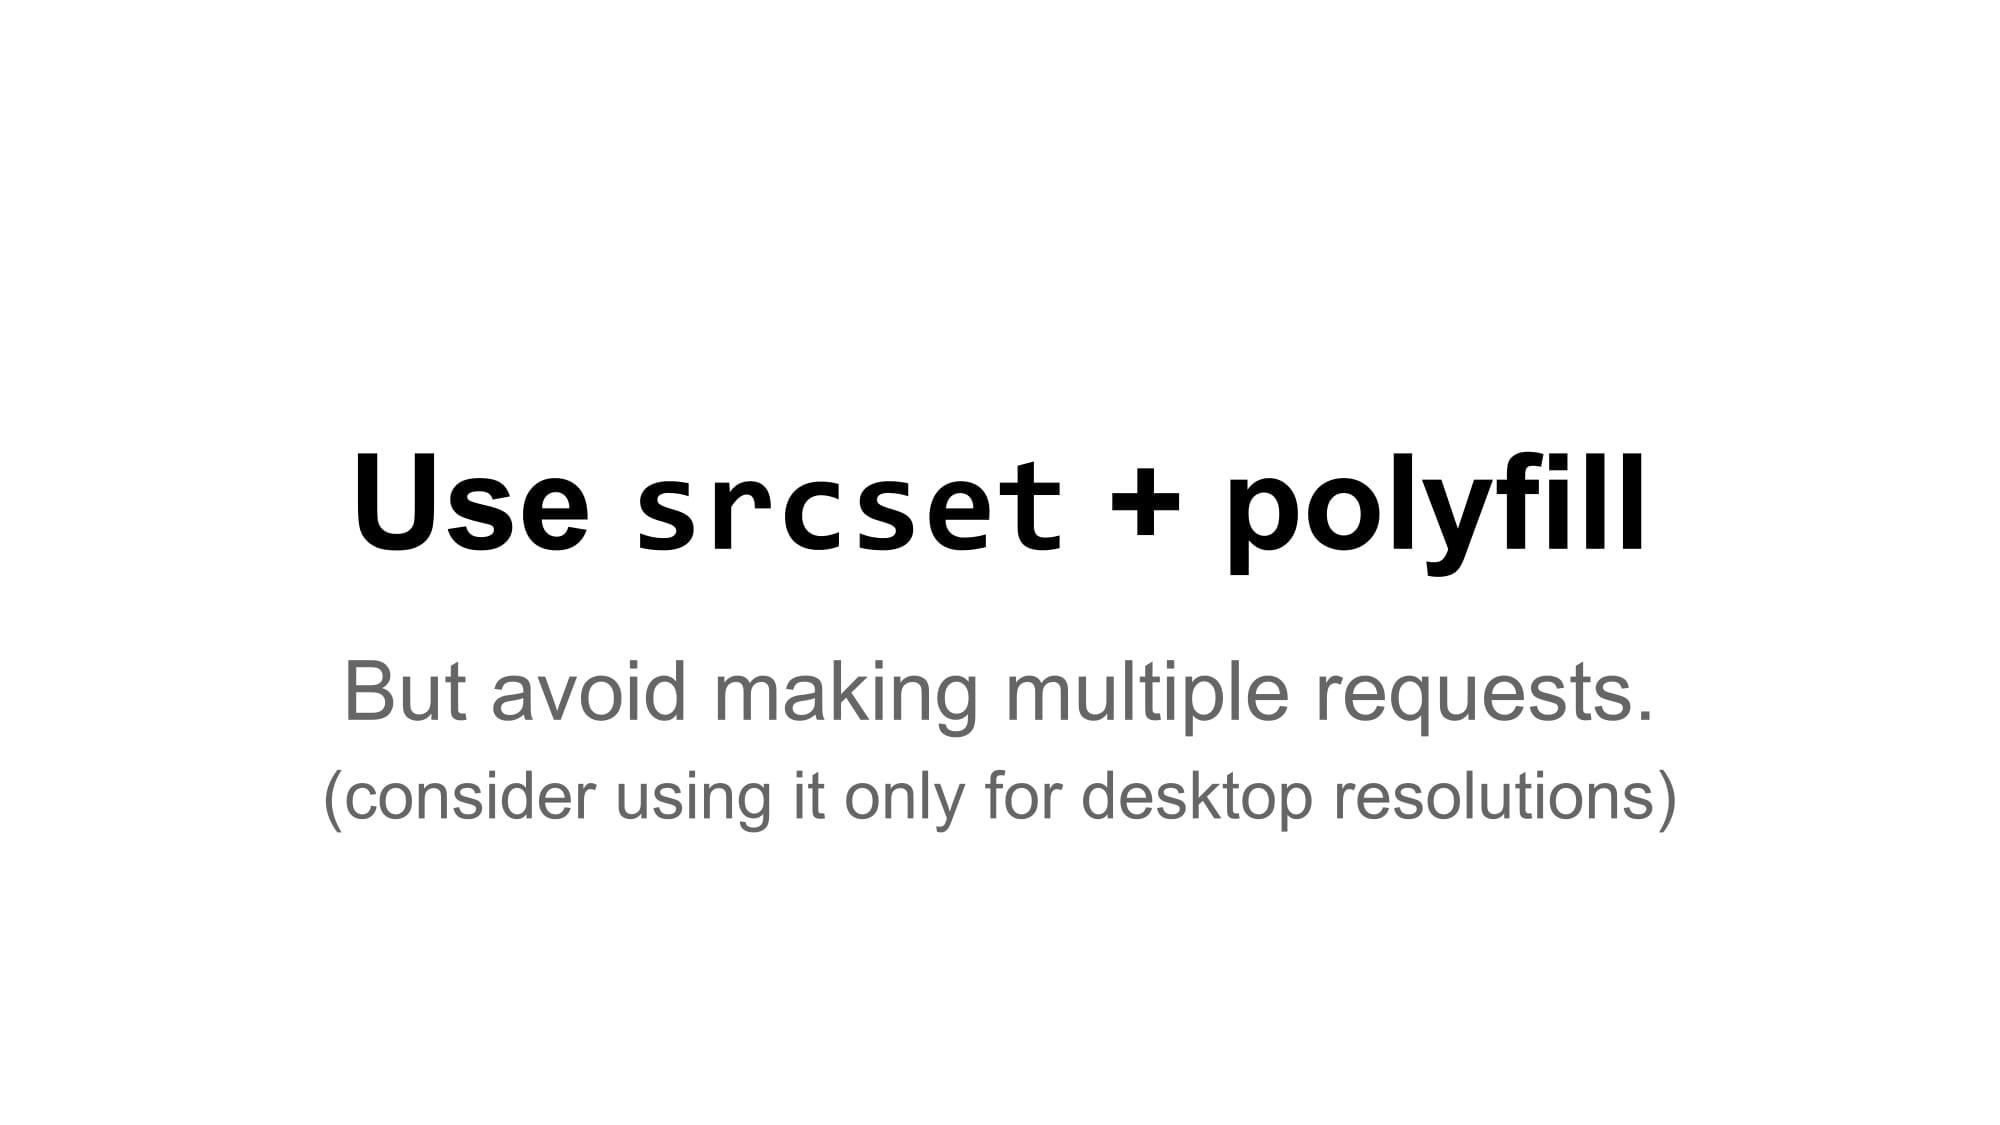 Use srcset + polyfill
But avoid making multiple requests.
(consider using it only for desktop resolutions)